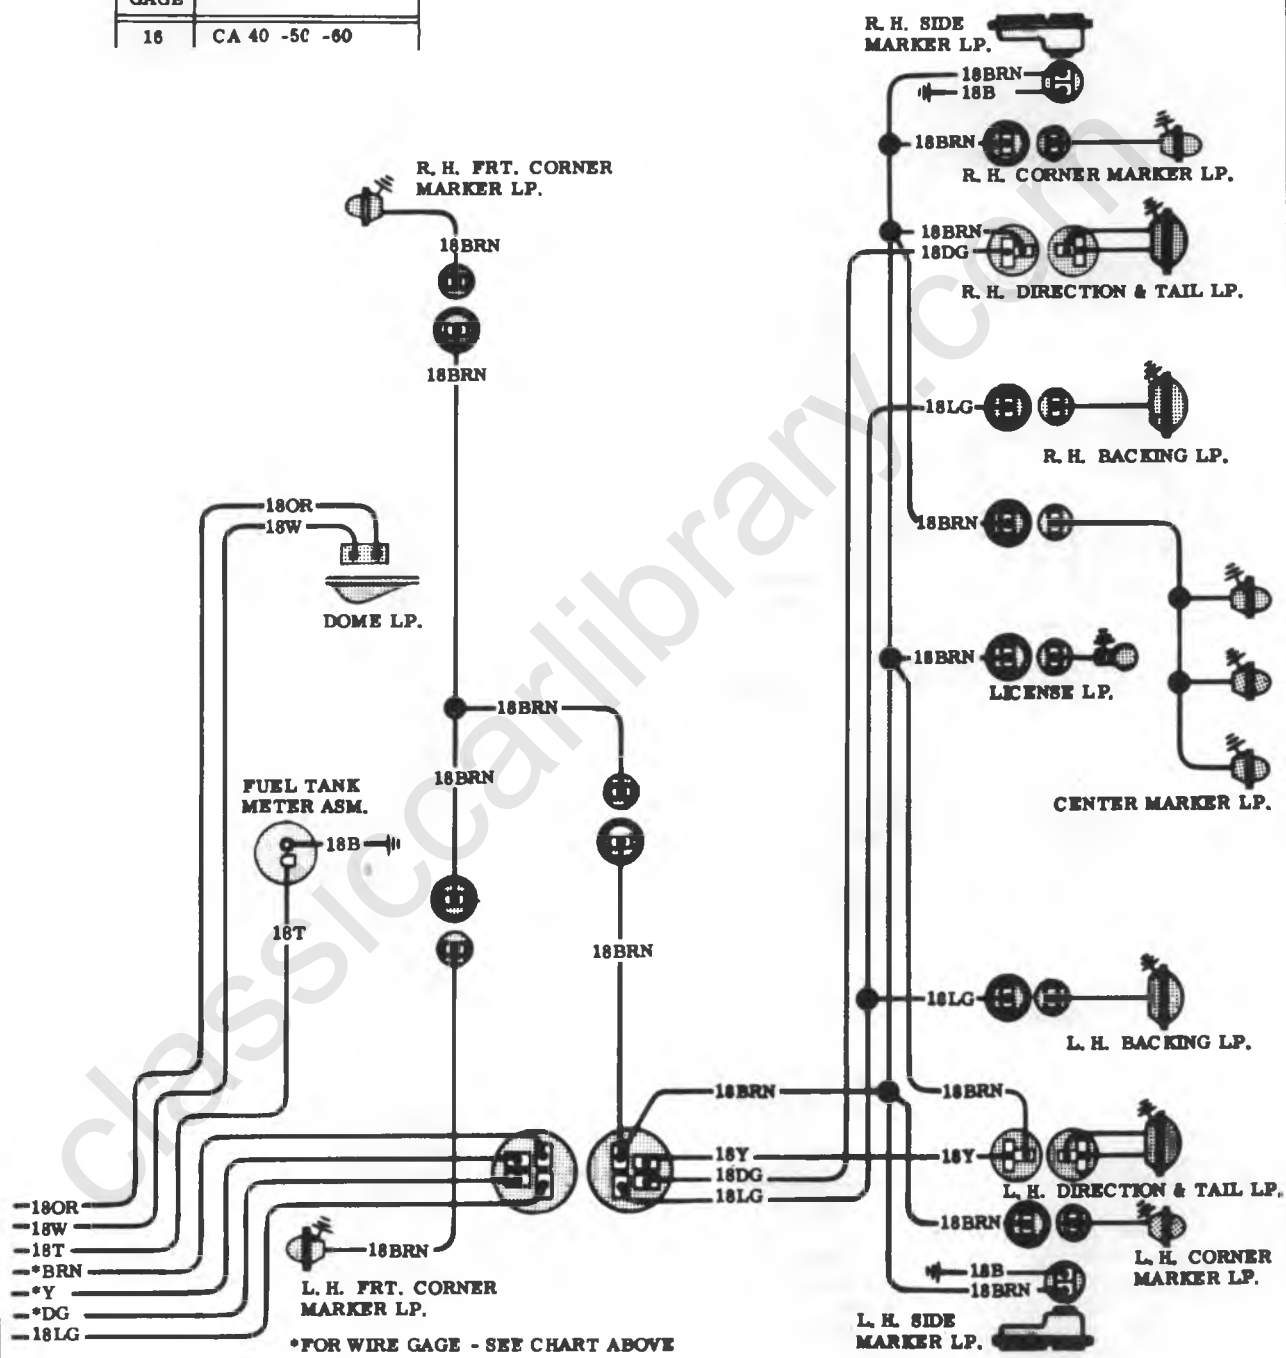 GAGE
16 CA 40 -50 -60
R. H. SIDE
MARKER LP.
18BRN
18B
18BRN
R. H. CORNER MARKER LP.
R. H. FRT. CORNER
MARKER LP.
18BRN
18BRN
18DG
R. H. DIRECTION & TAIL LP.
18BRN
18LG
R. H. BACKING LP.
18OR
18W
DOME LP.
18BRN
18BRN
LICENSE LP.
18BRN
18BRN
FUEL TANK
METER ASM.
18B
CENTER MARKER LP.
18T
18BRN
18LG
L. H. BACKING LP.
18BRN
18BRN
18Y
18DG
18LG
18Y
L. H. DIRECTION & TAIL LP.
18OR
18W
18T
*BRN
*Y
*DG
18LG
18BRN
L. H. FRT. CORNER
MARKER LP.
18BRN
L. H. CORNER
MARKER LP.
18B
18BRN
L. H. SIDE
MARKER LP.
*FOR WIRE GAGE - SEE CHART ABOVE
classiccarlibrary.com